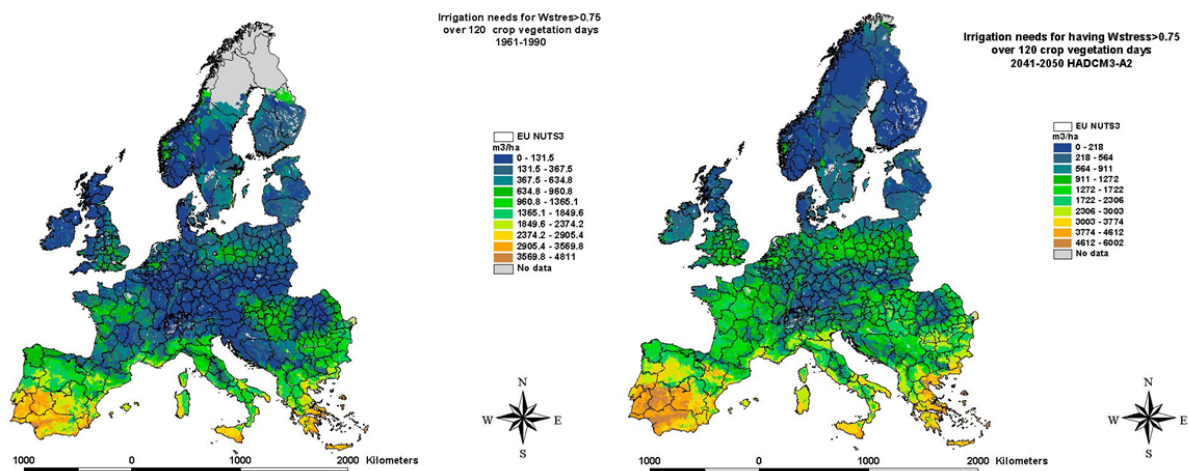 Irrigation needs for Wstres>0.75
over 120 crop vegetation days
1961-1990
EU NUTS3
m3/ha
0 - 131.5
131.5 - 367.5
367.5 - 634.8
634.8 - 960.8
960.8 - 1365.1
1365.1 - 1849.6
1849.6 - 2374.2
2374.2 - 2905.4
2905.4 - 3569.8
3569.8 - 4811
No data
N
W E
S
1000 0 1000 2000 Kilometers
Irrigation needs for having Wstress>0.75
over 120 crop vegetation days
2041-2050 HADCM3-A2
EU NUTS3
m3/ha
0 - 218
218 - 564
564 - 911
911 - 1272
1272 - 1722
1722 - 2306
2306 - 3003
3003 - 3774
3774 - 4612
4612 - 6002
No data
N
W E
S
1000 0 1000 2000 Kilometers